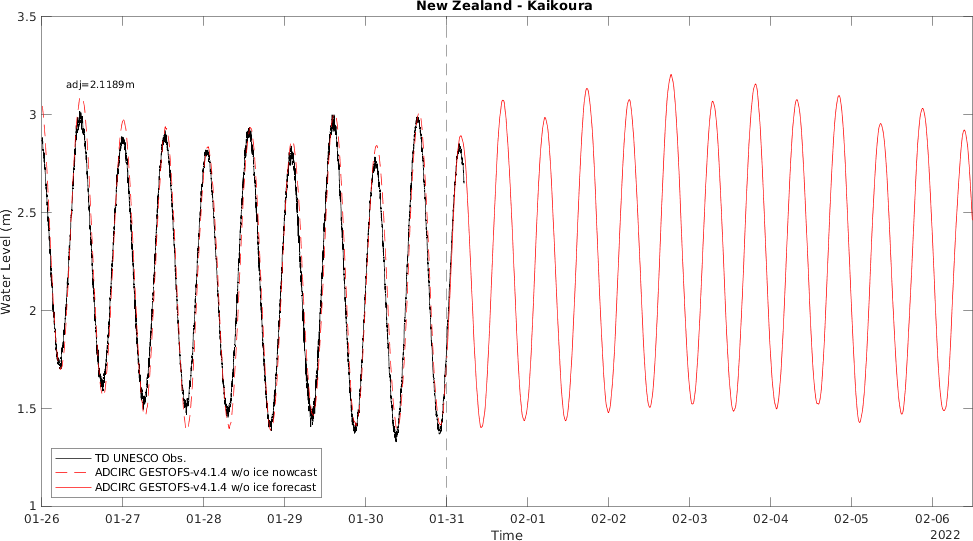 New Zealand - Kaikoura
adj=2.1189m
3.5
3
3.5
2
1.5
1
Water Level (m)
TD UNESCO Obs.
ADCIRC GESTOFS-v4.1.4 w/o ice nowcast
ADCIRC GESTOFS-v4.1.4 w/o ice forecast
01-26 01-27 01-28 01-29 01-30 01-31 02-01 02-02 02-03 02-04 02-05 02-06
Time
2022